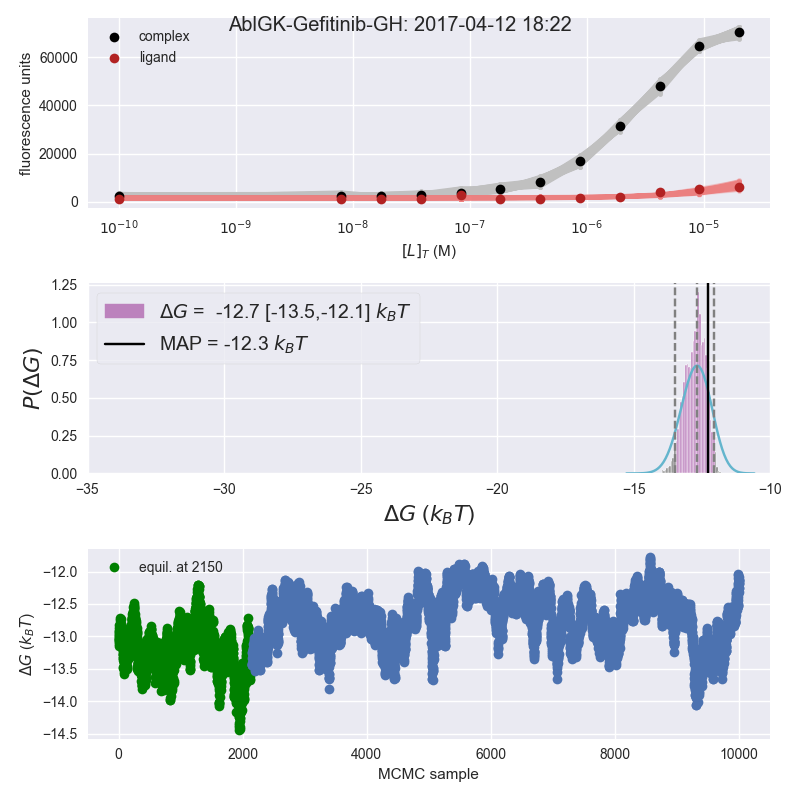 AblGK-Gefitinib-GH: 2017-04-12 18:22
complex
ligand
fluorescence units
60000
40000
20000
0
10⁻¹⁰ 10⁻⁹ 10⁻⁸ 10⁻⁷ 10⁻⁶ 10⁻⁵
[L]_T (M)
ΔG = -12.7 [-13.5,-12.1] k_BT
MAP = -12.3 k_BT
P(ΔG)
1.25
1.00
0.75
0.50
0.25
0.00
−35 −30 −25 −20 −15 −10
ΔG (k_BT)
equil. at 2150
ΔG (k_BT)
−12.0
−12.5
−13.0
−13.5
−14.0
−14.5
0 2000 4000 6000 8000 10000
MCMC sample